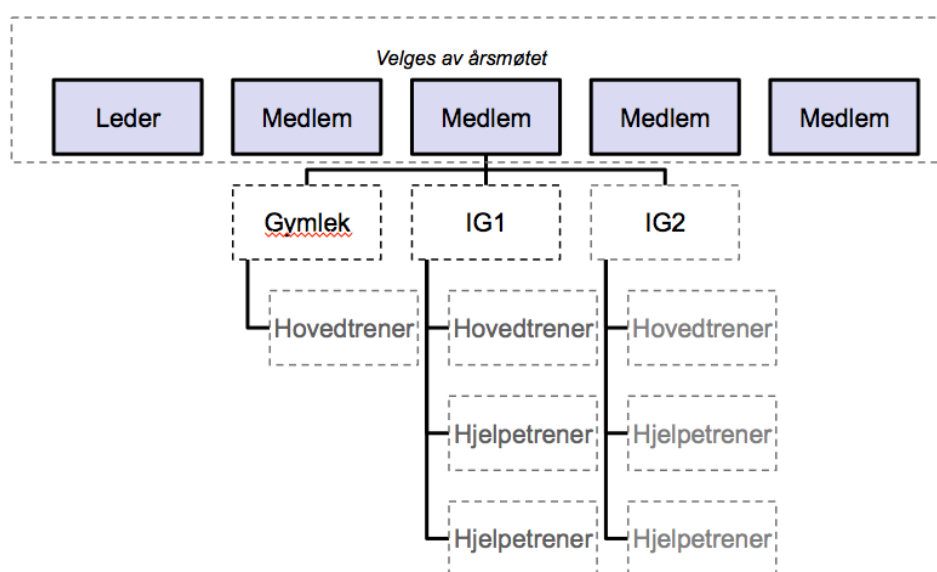 Velges av årsmøtet
Leder Medlem Medlem Medlem Medlem
Gymlek IG1 IG2
Hovedtrener Hovedtrener Hovedtrener
Hjelpetrener Hjelpetrener
Hjelpetrener Hjelpetrener